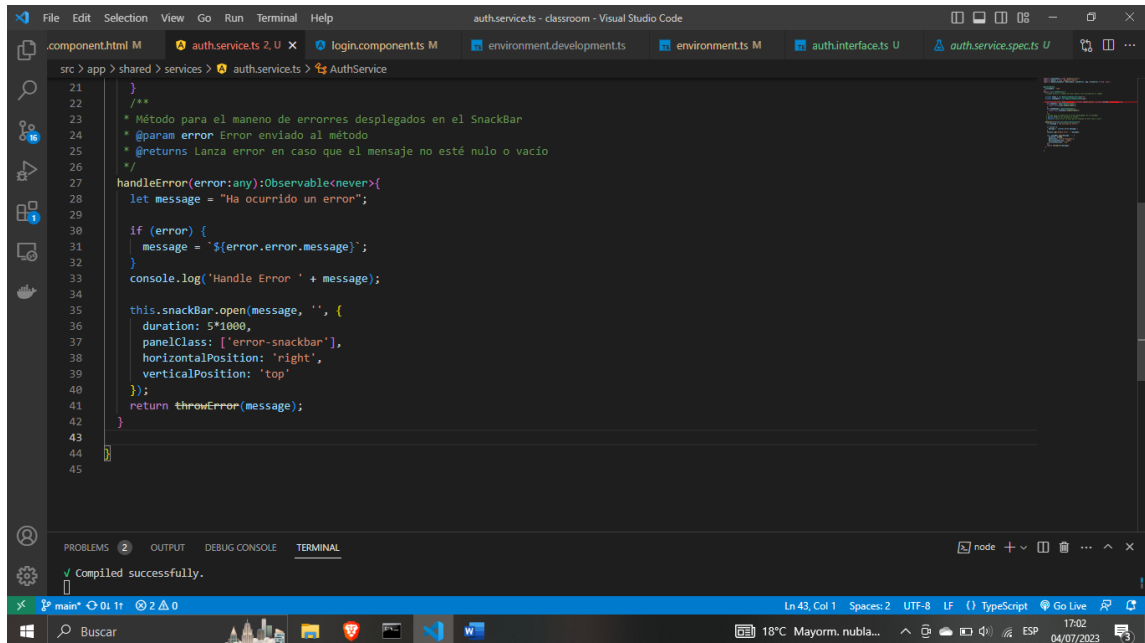 File Edit Selection View Go Run Terminal Help auth.service.ts - classroom - Visual Studio Code
.component.html M auth.service.ts 2, U login.component.ts M environment.development.ts environment.ts M auth.interface.ts U auth.service.spec.ts U
src > app > shared > services > auth.service.ts > AuthService
21 }
22 /**
23 * Método para el maneno de errorres desplegados en el SnackBar
24 * @param error Error enviado al método
25 * @returns Lanza error en caso que el mensaje no esté nulo o vacío
26 */
27 handleError(error:any):Observable<never>{
28 let message = "Ha ocurrido un error";
29
30 if (error) {
31 message = `${error.error.message}`;
32 }
33 console.log('Handle Error ' + message);
34
35 this.snackBar.open(message, '', {
36 duration: 5*1000,
37 panelClass: ['error-snackbar'],
38 horizontalPosition: 'right',
39 verticalPosition: 'top'
40 });
41 return throwError(message);
42 }
43
44 }
45
16
1
PROBLEMS 2 OUTPUT DEBUG CONSOLE TERMINAL node
√ Compiled successfully.
main* 0↓ 1↑ 2 0 Ln 43, Col 1 Spaces: 2 UTF-8 LF {} TypeScript Go Live
Buscar 18°C Mayorm. nubla... ESP 17:02
04/07/2023 3